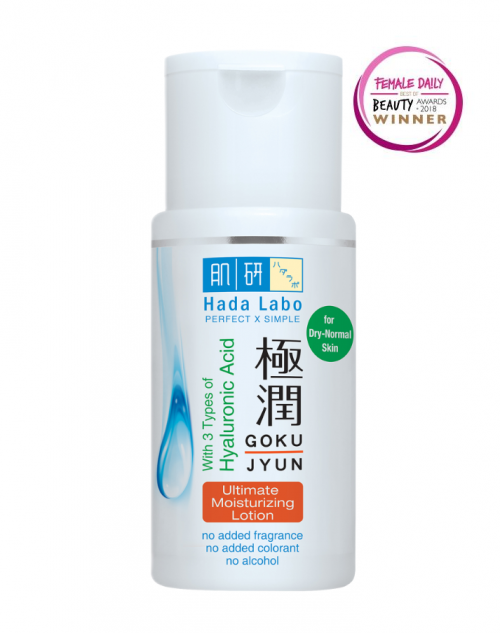 FEMALE DAILY
BEST OF
BEAUTY AWARDS
• 2018
WINNER
肌研
ハダラボ
Hada Labo
PERFECT X SIMPLE
for
Dry-Normal
Skin
With 3 Types of
Hyaluronic Acid
極潤
GOKU
JYUN
Ultimate
Moisturizing
Lotion
no added fragrance
no added colorant
no alcohol